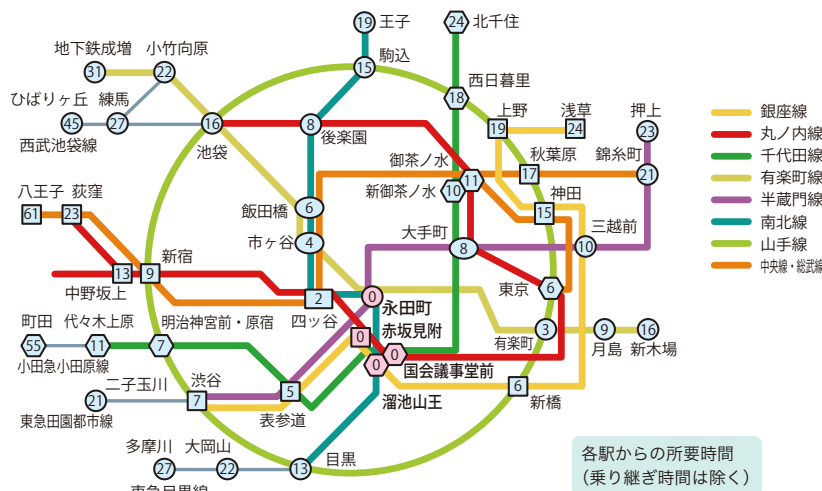 19 王子
24 北千住
地下鉄成増 小竹向原
31 22
駒込
15
西日暮里
18
ひばりヶ丘 練馬
45 27
西武池袋線
16
池袋
8
後楽園
上野 浅草 押上
19 24 23
秋葉原 錦糸町
御茶ノ水
17 21
11
新御茶ノ水 10
神田
15
八王子 荻窪
61 23
飯田橋 6
市ヶ谷 4
大手町
8
三越前
10
新宿
13 9
中野坂上
2
四ッ谷
0
永田町
東京 6
赤坂見附
0
町田 代々木上原 明治神宮前・原宿
55 11 7
小田急小田原線
0
国会議事堂前
0
溜池山王
有楽町 3
9 16
月島 新木場
二子玉川 渋谷
21 7
東急田園都市線
5
表参道
6
新橋
多摩川 大岡山
27 22 13
目黒
東急目黒線
銀座線
丸ノ内線
千代田線
有楽町線
半蔵門線
南北線
山手線
中央線・総武線
各駅からの所要時間
（乗り継ぎ時間は除く）